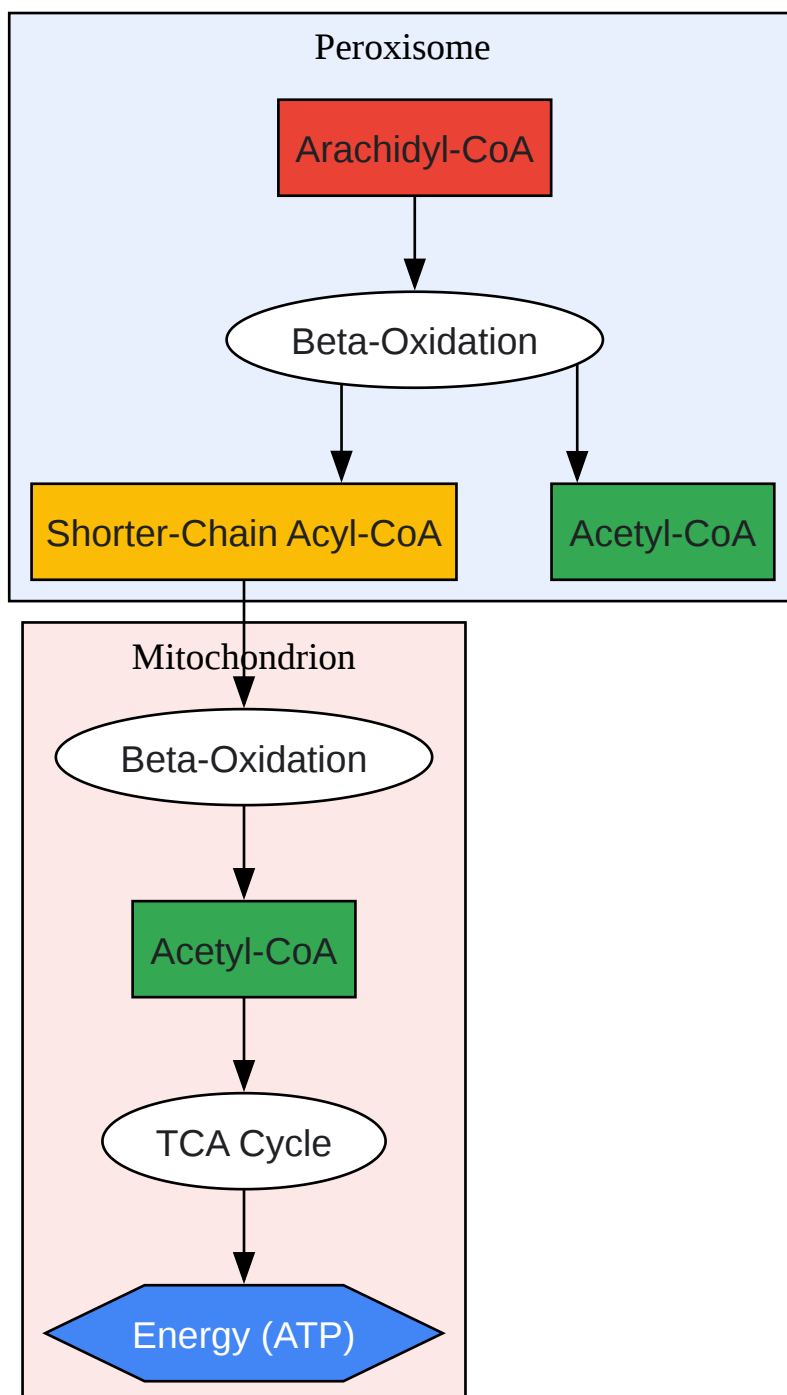 Peroxisome
Arachidyl-CoA
Beta-Oxidation
Shorter-Chain Acyl-CoA
Acetyl-CoA
Mitochondrion
Beta-Oxidation
Acetyl-CoA
TCA Cycle
Energy (ATP)